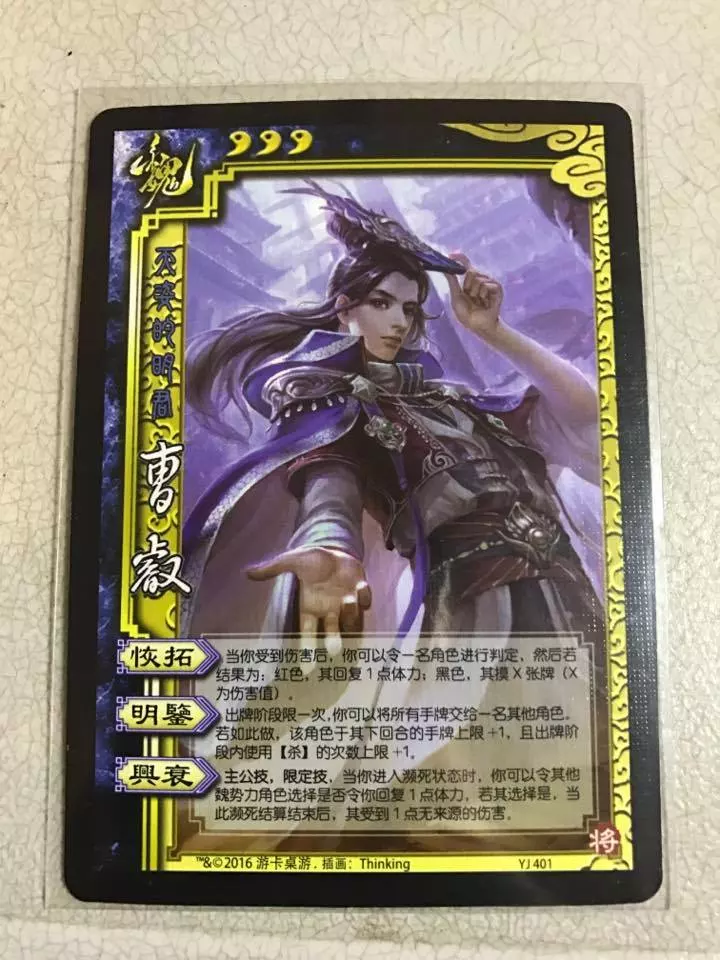 魏
天姿的明君
曹叡
恢拓
当你受到伤害后，你可以令一名角色进行判定，然后若
结果为：红色，其回复1点体力；黑色，其摸X张牌（X
为伤害值）。
明鑒
出牌阶段限一次，你可以将所有手牌交给一名其他角色。
若如此做，该角色于其下回合的手牌上限+1，且出牌阶
段内使用【杀】的次数上限+1。
興衰
主公技，限定技，当你进入濒死状态时，你可以令其他
魏势力角色选择是否令你回复1点体力，若其选择是，当
此濒死结算结束后，其受到1点无来源的伤害。
将
™&©2016 游卡桌游．插画：Thinking
YJ 401